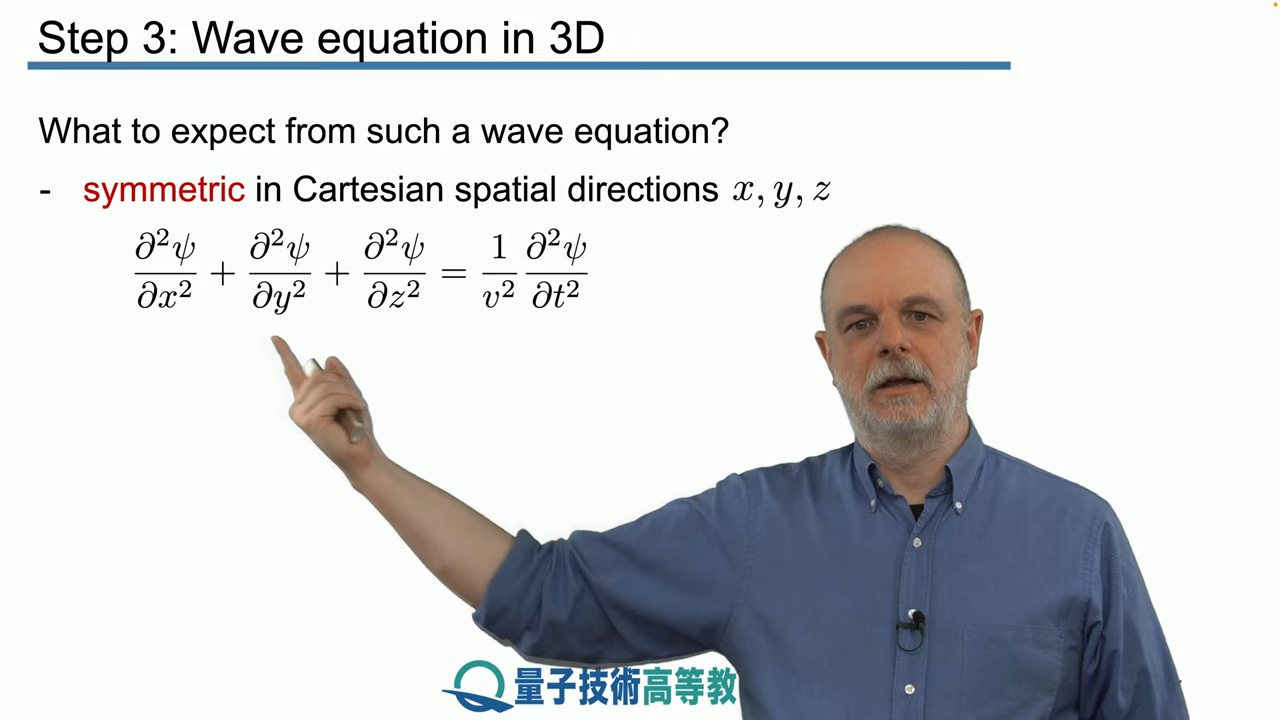 Step 3: Wave equation in 3D
What to expect from such a wave equation?
- symmetric in Cartesian spatial directions x, y, z
∂²ψ/∂x² + ∂²ψ/∂y² + ∂²ψ/∂z² = 1/v² ∂²ψ/∂t²
量子技術高等教